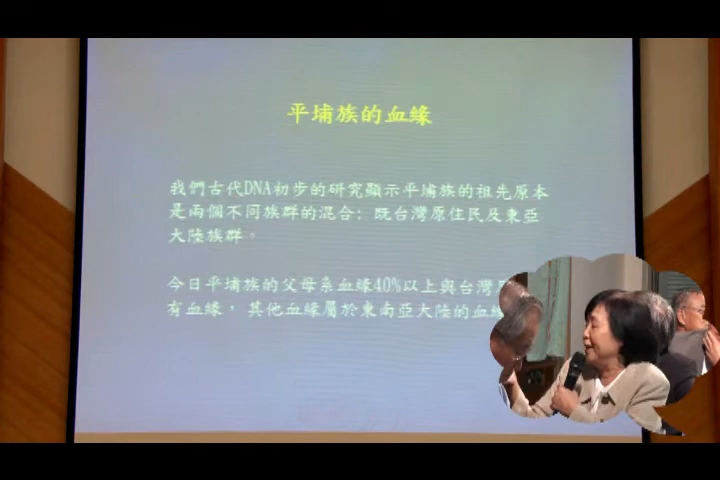 平埔族的血緣
我們古代DNA初步的研究顯示平埔族的祖先原本
是兩個不同族群的混合；既台灣原住民及東亞
大陸族群。
今日平埔族的父母系血緣40%以上與台灣
有血緣，其他血緣屬於東南亞大陸的血